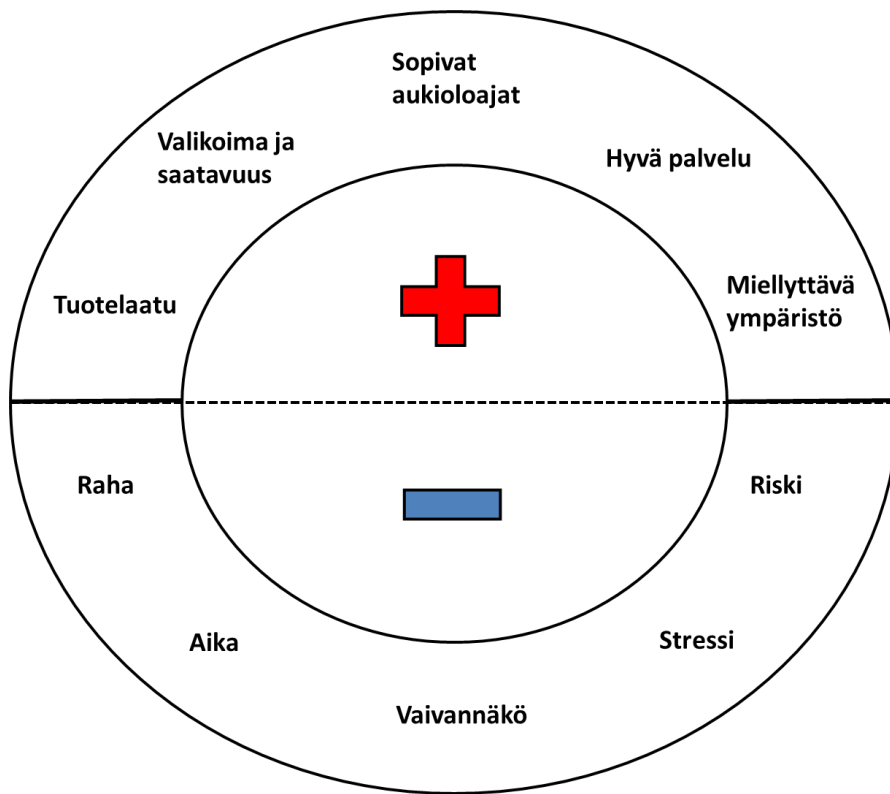 Sopivat
aukioloajat
Valikoima ja
saatavuus
Hyvä palvelu
Tuotelaatu
Miellyttävä
ympäristö
Raha
Riski
Aika
Stressi
Vaivannäkö